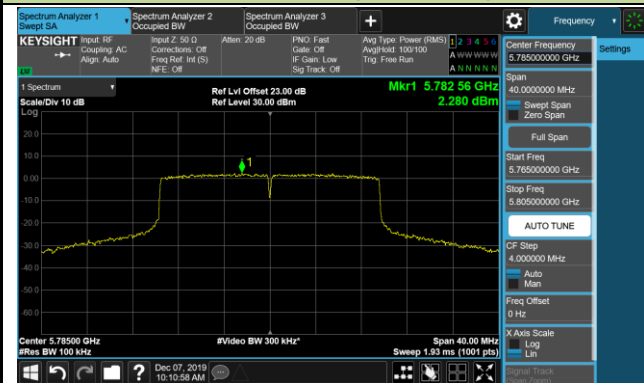 Spectrum Analyzer 1
Swept SA
Spectrum Analyzer 2
Occupied BW
Spectrum Analyzer 3
Occupied BW
+
Frequency
KEYSIGHT
Input: RF
Coupling: AC
Align: Auto
Input Z: 50 Ω
Corrections: Off
Freq Ref: Int (S)
NFE: Off
Atten: 20 dB
PNO: Fast
Gate: Off
IF Gain: Low
Sig Track: Off
Avg Type: Power (RMS)
Avg|Hold: 100/100
Trig: Free Run
1 2 3 4 5 6
A W W W W W
A N N N N N
Center Frequency
5.785000000 GHz
Settings
Span
40.0000000 MHz
Swept Span
Zero Span
Full Span
Start Freq
5.765000000 GHz
Stop Freq
5.805000000 GHz
AUTO TUNE
CF Step
4.000000 MHz
Auto
Man
Freq Offset
0 Hz
X Axis Scale
Log
Lin
Signal Track
(Span Zoom)
LV
1 Spectrum
Scale/Div 10 dB
Ref Lvl Offset 23.00 dB
Ref Level 30.00 dBm
Mkr1 5.782 56 GHz
2.280 dBm
Log
20.0
10.0
0.00
-10.0
-20.0
-30.0
-40.0
-50.0
-60.0
1
Center 5.78500 GHz
#Res BW 100 kHz
#Video BW 300 kHz*
Span 40.00 MHz
Sweep 1.93 ms (1001 pts)
?
Dec 07, 2019
10:10:58 AM